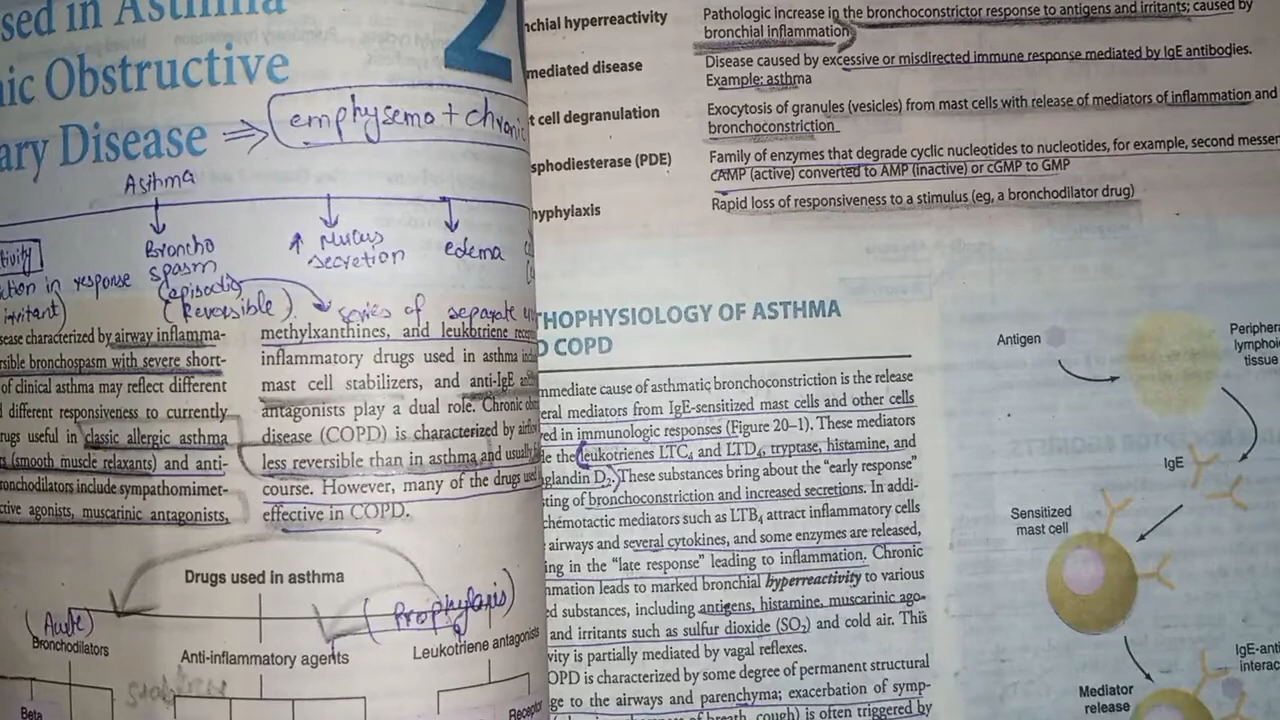 sed in Asthma
ic Obstructive
ary Disease ⇒ emphysema + chronic
2
Asthma
tivity
Broncho
spasm
(episodic
(Reversible)
↑ Mucus
secretion
edema
ction in response
irritant)
series of separate
sease characterized by airway inflamma-
rsible bronchospasm with severe short-
of clinical asthma may reflect different
d different responsiveness to currently
rugs useful in classic allergic asthma
s (smooth muscle relaxants) and anti-
ronchodilators include sympathomimet-
ctive agonists, muscarinic antagonists,
methylxanthines, and leukotriene recep
inflammatory drugs used in asthma incl
mast cell stabilizers, and anti-IgE anti
antagonists play a dual role. Chronic obs
disease (COPD) is characterized by airflow
less reversible than in asthma and usually
course. However, many of the drugs used
effective in COPD.
Drugs used in asthma
(Acute)
(Prophylaxis)
Bronchodilators
Anti-inflammatory agents
Leukotriene antagonists
Beta
Receptor
nchial hyperreactivity
Pathologic increase in the bronchoconstrictor response to antigens and irritants; caused by
bronchial inflammation
mediated disease
Disease caused by excessive or misdirected immune response mediated by IgE antibodies.
Example: asthma
t cell degranulation
Exocytosis of granules (vesicles) from mast cells with release of mediators of inflammation and
bronchoconstriction
sphodiesterase (PDE)
Family of enzymes that degrade cyclic nucleotides to nucleotides, for example, second messen
cAMP (active) converted to AMP (inactive) or cGMP to GMP
hyphylaxis
Rapid loss of responsiveness to a stimulus (eg, a bronchodilator drug)
THOPHYSIOLOGY OF ASTHMA
D COPD
mmediate cause of asthmatic bronchoconstriction is the release
eral mediators from IgE-sensitized mast cells and other cells
ed in immunologic responses (Figure 20–1). These mediators
de the leukotrienes LTC4 and LTD4, tryptase, histamine, and
glandin D2. These substances bring about the “early response”
ting of bronchoconstriction and increased secretions. In addi-
chemotactic mediators such as LTB4 attract inflammatory cells
airways and several cytokines, and some enzymes are released,
ing in the “late response” leading to inflammation. Chronic
mmation leads to marked bronchial hyperreactivity to various
ed substances, including antigens, histamine, muscarinic ago-
and irritants such as sulfur dioxide (SO2) and cold air. This
vity is partially mediated by vagal reflexes.
OPD is characterized by some degree of permanent structural
ge to the airways and parenchyma; exacerbation of symp-
of breath, cough) is often triggered by
Antigen
Periphera
lymphoid
tissue
IgE
Sensitized
mast cell
IgE-anti
interac
Mediator
release